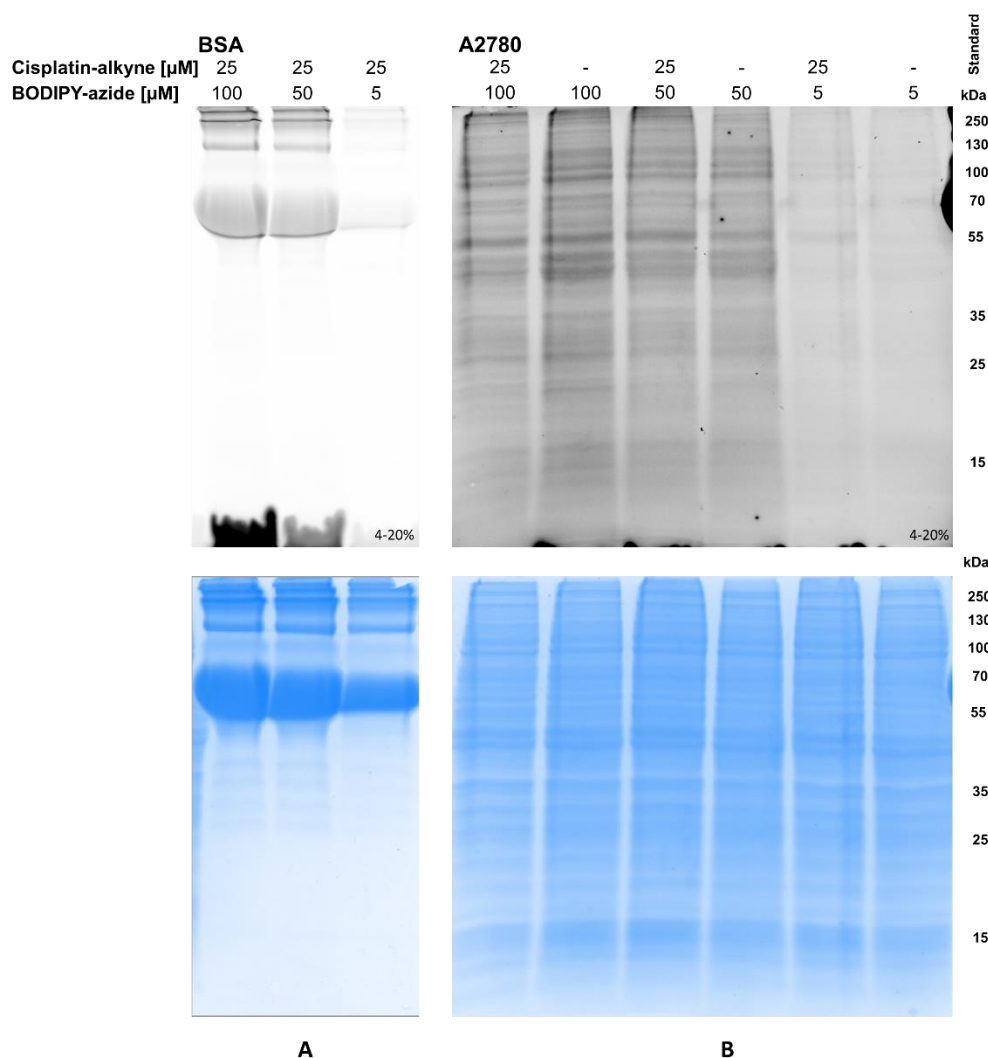 BSA
A2780
Standard
Cisplatin-alkyne [µM] 25 25 25 25 - 25 - 25 -
BODIPY-azide [µM] 100 50 5 100 100 50 50 5 5
kDa
250
130
100
70
55
35
25
15
4-20%
4-20%
kDa
250
130
100
70
55
35
25
15
A
B